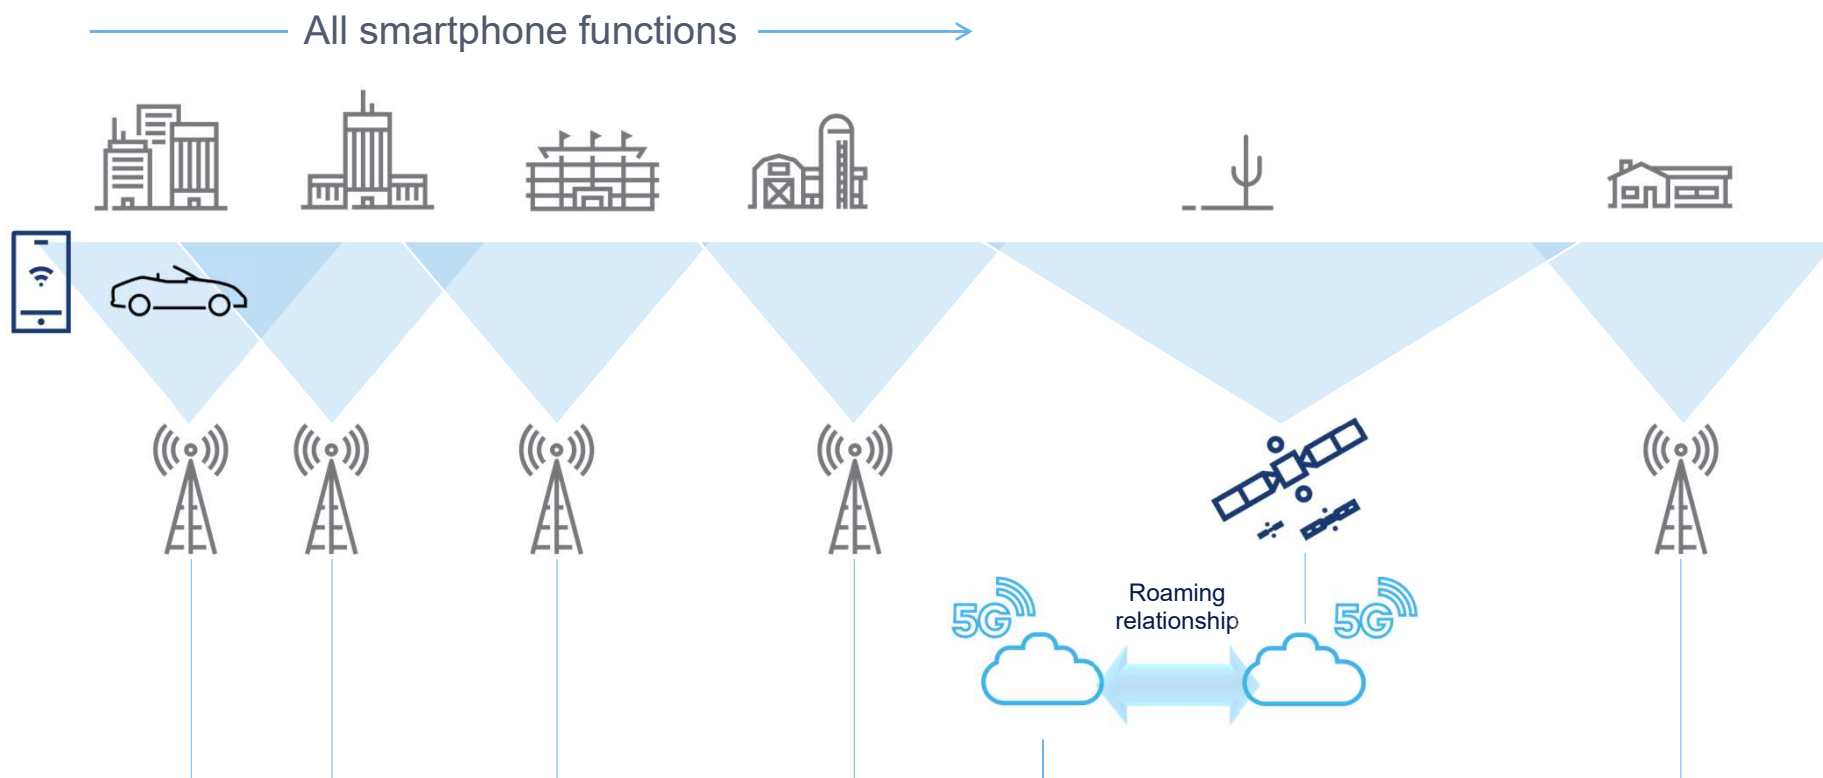 All smartphone functions
5G
Roaming
relationship
5G